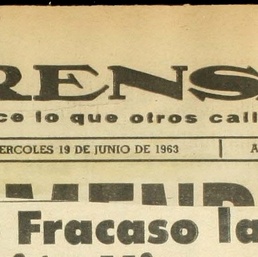 RENS
ce lo que otros call
ERCOLES 19 DE JUNIO DE 1963
Fracaso la